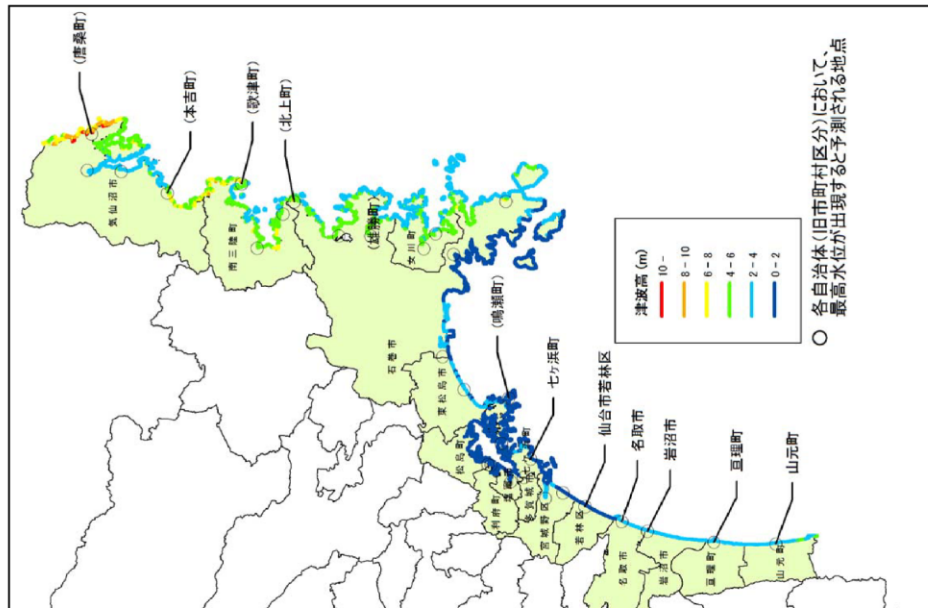 (唐桑町)
(本吉町)
(歌津町)
(北上町)
気仙沼市
南三陸町
(雄勝町)
女川町
石巻市
(鳴瀬町)
東松島市
松島町
七ヶ浜町
利府町
多賀城市
宮城野区
仙台市若林区
若林区
名取市
名取市
岩沼市
岩沼市
亘理町
亘理町
山元町
山元町
津波高(m)
10 -
8 - 10
6 - 8
4 - 6
2 - 4
0 - 2
○ 各自治体(旧市町村区分)において、
最高水位が出現すると予測される地点